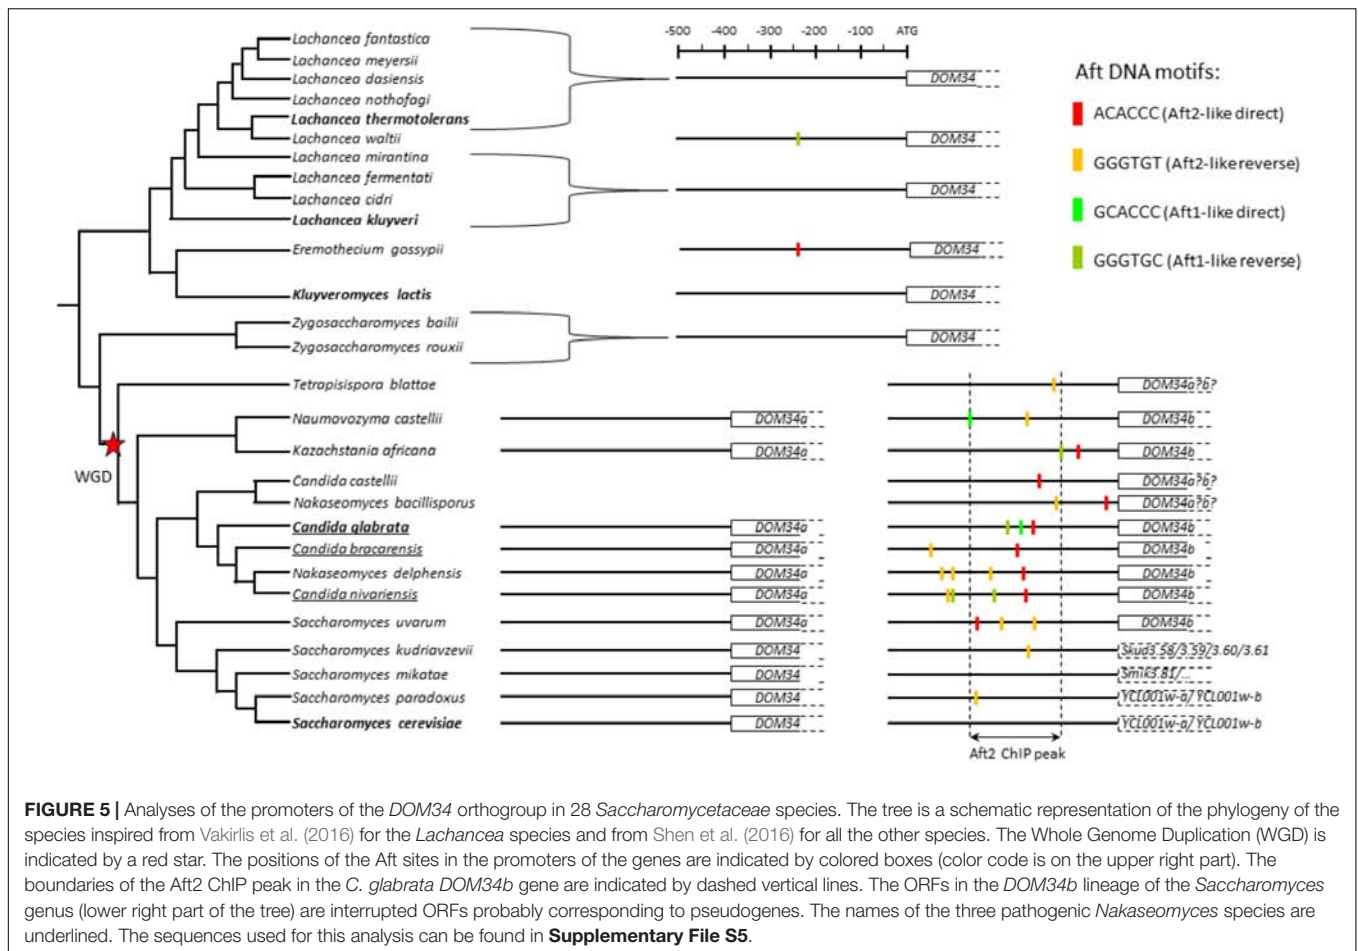 -500 -400 -300 -200 -100 ATG
Lachancea fantastica
Lachancea meyersii
Lachancea dasiensis DOM34
Lachancea nothofagi
Lachancea thermotolerans
Lachancea waltii DOM34
Lachancea mirantina
Lachancea fermentati
Lachancea cidri DOM34
Lachancea kluyveri
Eremothecium gossypii DOM34
Kluyveromyces lactis DOM34
Zygosaccharomyces bailii
Zygosaccharomyces rouxii DOM34
Aft DNA motifs:
ACACCC (Aft2-like direct)
GGGTGT (Aft2-like reverse)
GCACCC (Aft1-like direct)
GGGTGC (Aft1-like reverse)
WGD
Tetrapisispora blattae DOM34a?b?
Naumovozyma castellii DOM34a DOM34b
Kazachstania africana DOM34a DOM34b
Candida castellii DOM34a?b?
Nakaseomyces bacillisporus DOM34a?b?
Candida glabrata DOM34a DOM34b
Candida bracarensis DOM34a DOM34b
Nakaseomyces delphensis DOM34a DOM34b
Candida nivariensis DOM34a DOM34b
Saccharomyces uvarum DOM34a DOM34b
Saccharomyces kudriavzevii DOM34 Skud3.58/3.59/3.60/3.61
Saccharomyces mikatae DOM34 Smik3.81/...
Saccharomyces paradoxus DOM34 YCL001w-a/ YCL001w-b
Saccharomyces cerevisiae DOM34 YCL001w-a/ YCL001w-b
Aft2 ChIP peak
FIGURE 5 | Analyses of the promoters of the DOM34 orthogroup in 28 Saccharomycetaceae species. The tree is a schematic representation of the phylogeny of the
species inspired from Vakirlis et al. (2016) for the Lachancea species and from Shen et al. (2016) for all the other species. The Whole Genome Duplication (WGD) is
indicated by a red star. The positions of the Aft sites in the promoters of the genes are indicated by colored boxes (color code is on the upper right part). The
boundaries of the Aft2 ChIP peak in the C. glabrata DOM34b gene are indicated by dashed vertical lines. The ORFs in the DOM34b lineage of the Saccharomyces
genus (lower right part of the tree) are interrupted ORFs probably corresponding to pseudogenes. The names of the three pathogenic Nakaseomyces species are
underlined. The sequences used for this analysis can be found in Supplementary File S5.